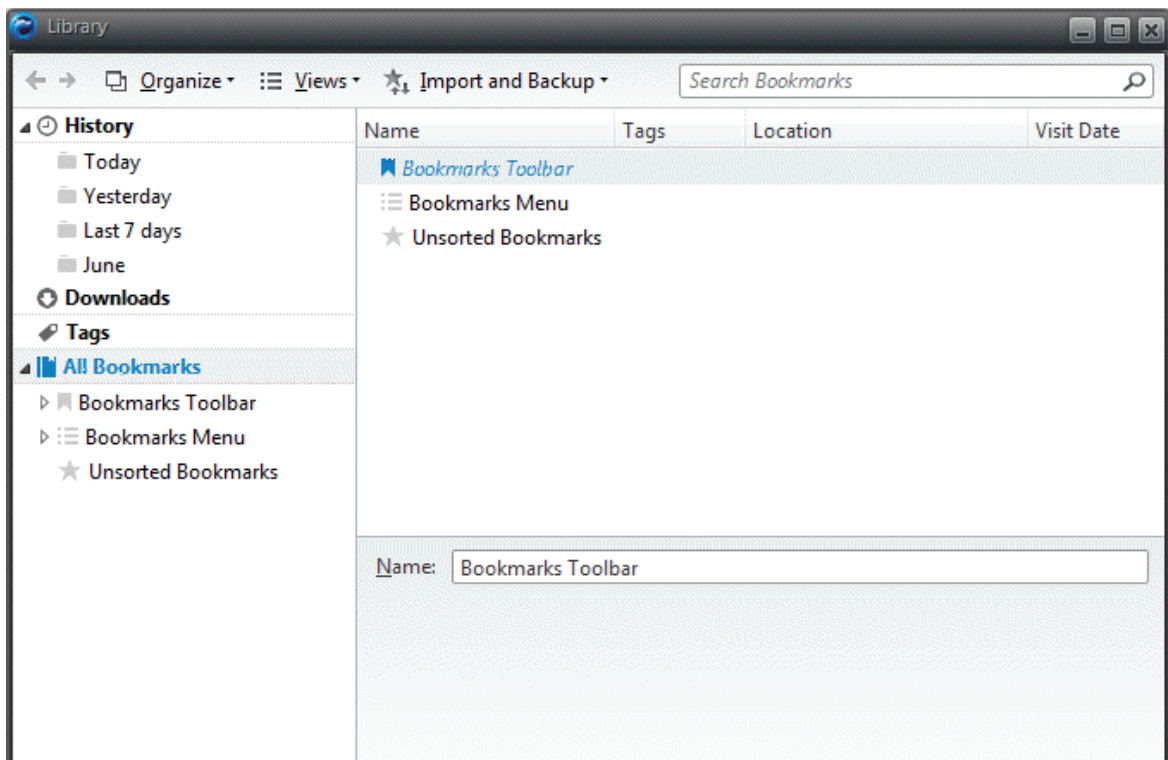 Library
Organize Views Import and Backup Search Bookmarks
History
Today
Yesterday
Last 7 days
June
Downloads
Tags
All Bookmarks
Bookmarks Toolbar
Bookmarks Menu
Unsorted Bookmarks
Name Tags Location Visit Date
Bookmarks Toolbar
Bookmarks Menu
Unsorted Bookmarks
Name: Bookmarks Toolbar